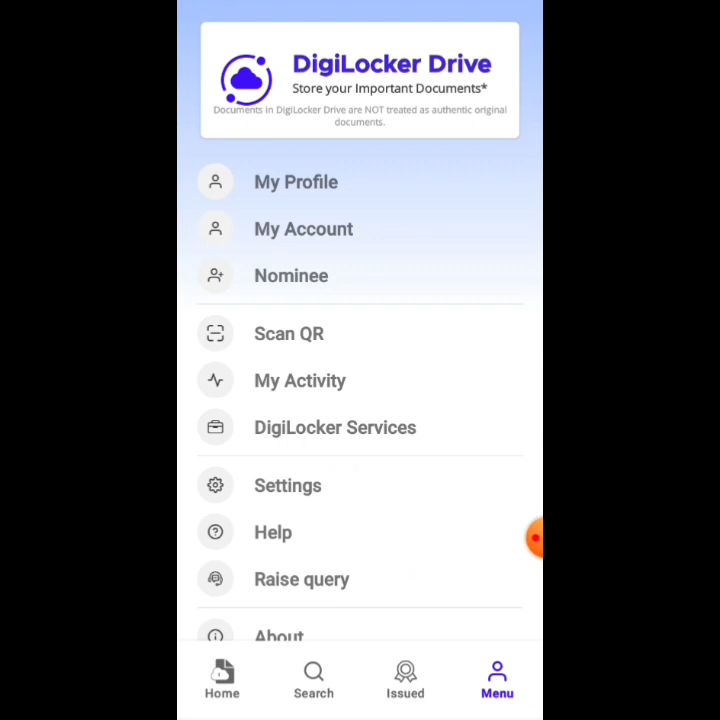 DigiLocker Drive
Store your Important Documents*
Documents in DigiLocker Drive are NOT treated as authentic original
documents.
My Profile
My Account
Nominee
Scan QR
My Activity
DigiLocker Services
Settings
Help
Raise query
About
Home
Search
Issued
Menu